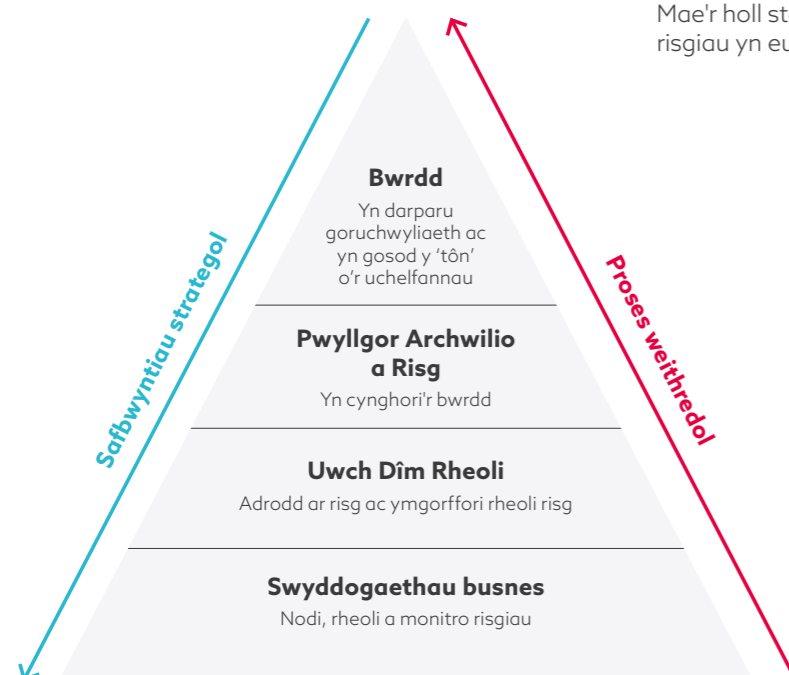 Mae'r holl
risgiau yn
Bwrdd
Yn darparu
goruchwyliaeth ac
yn gosod y ‘tôn’
o’r uchelfannau
Safbwyntiau strategol
Proses weithredol
Pwyllgor Archwilio
a Risg
Yn cynghori'r bwrdd
Uwch Dîm Rheoli
Adrodd ar risg ac ymgorffori rheoli risg
Swyddogaethau busnes
Nodi, rheoli a monitro risgiau